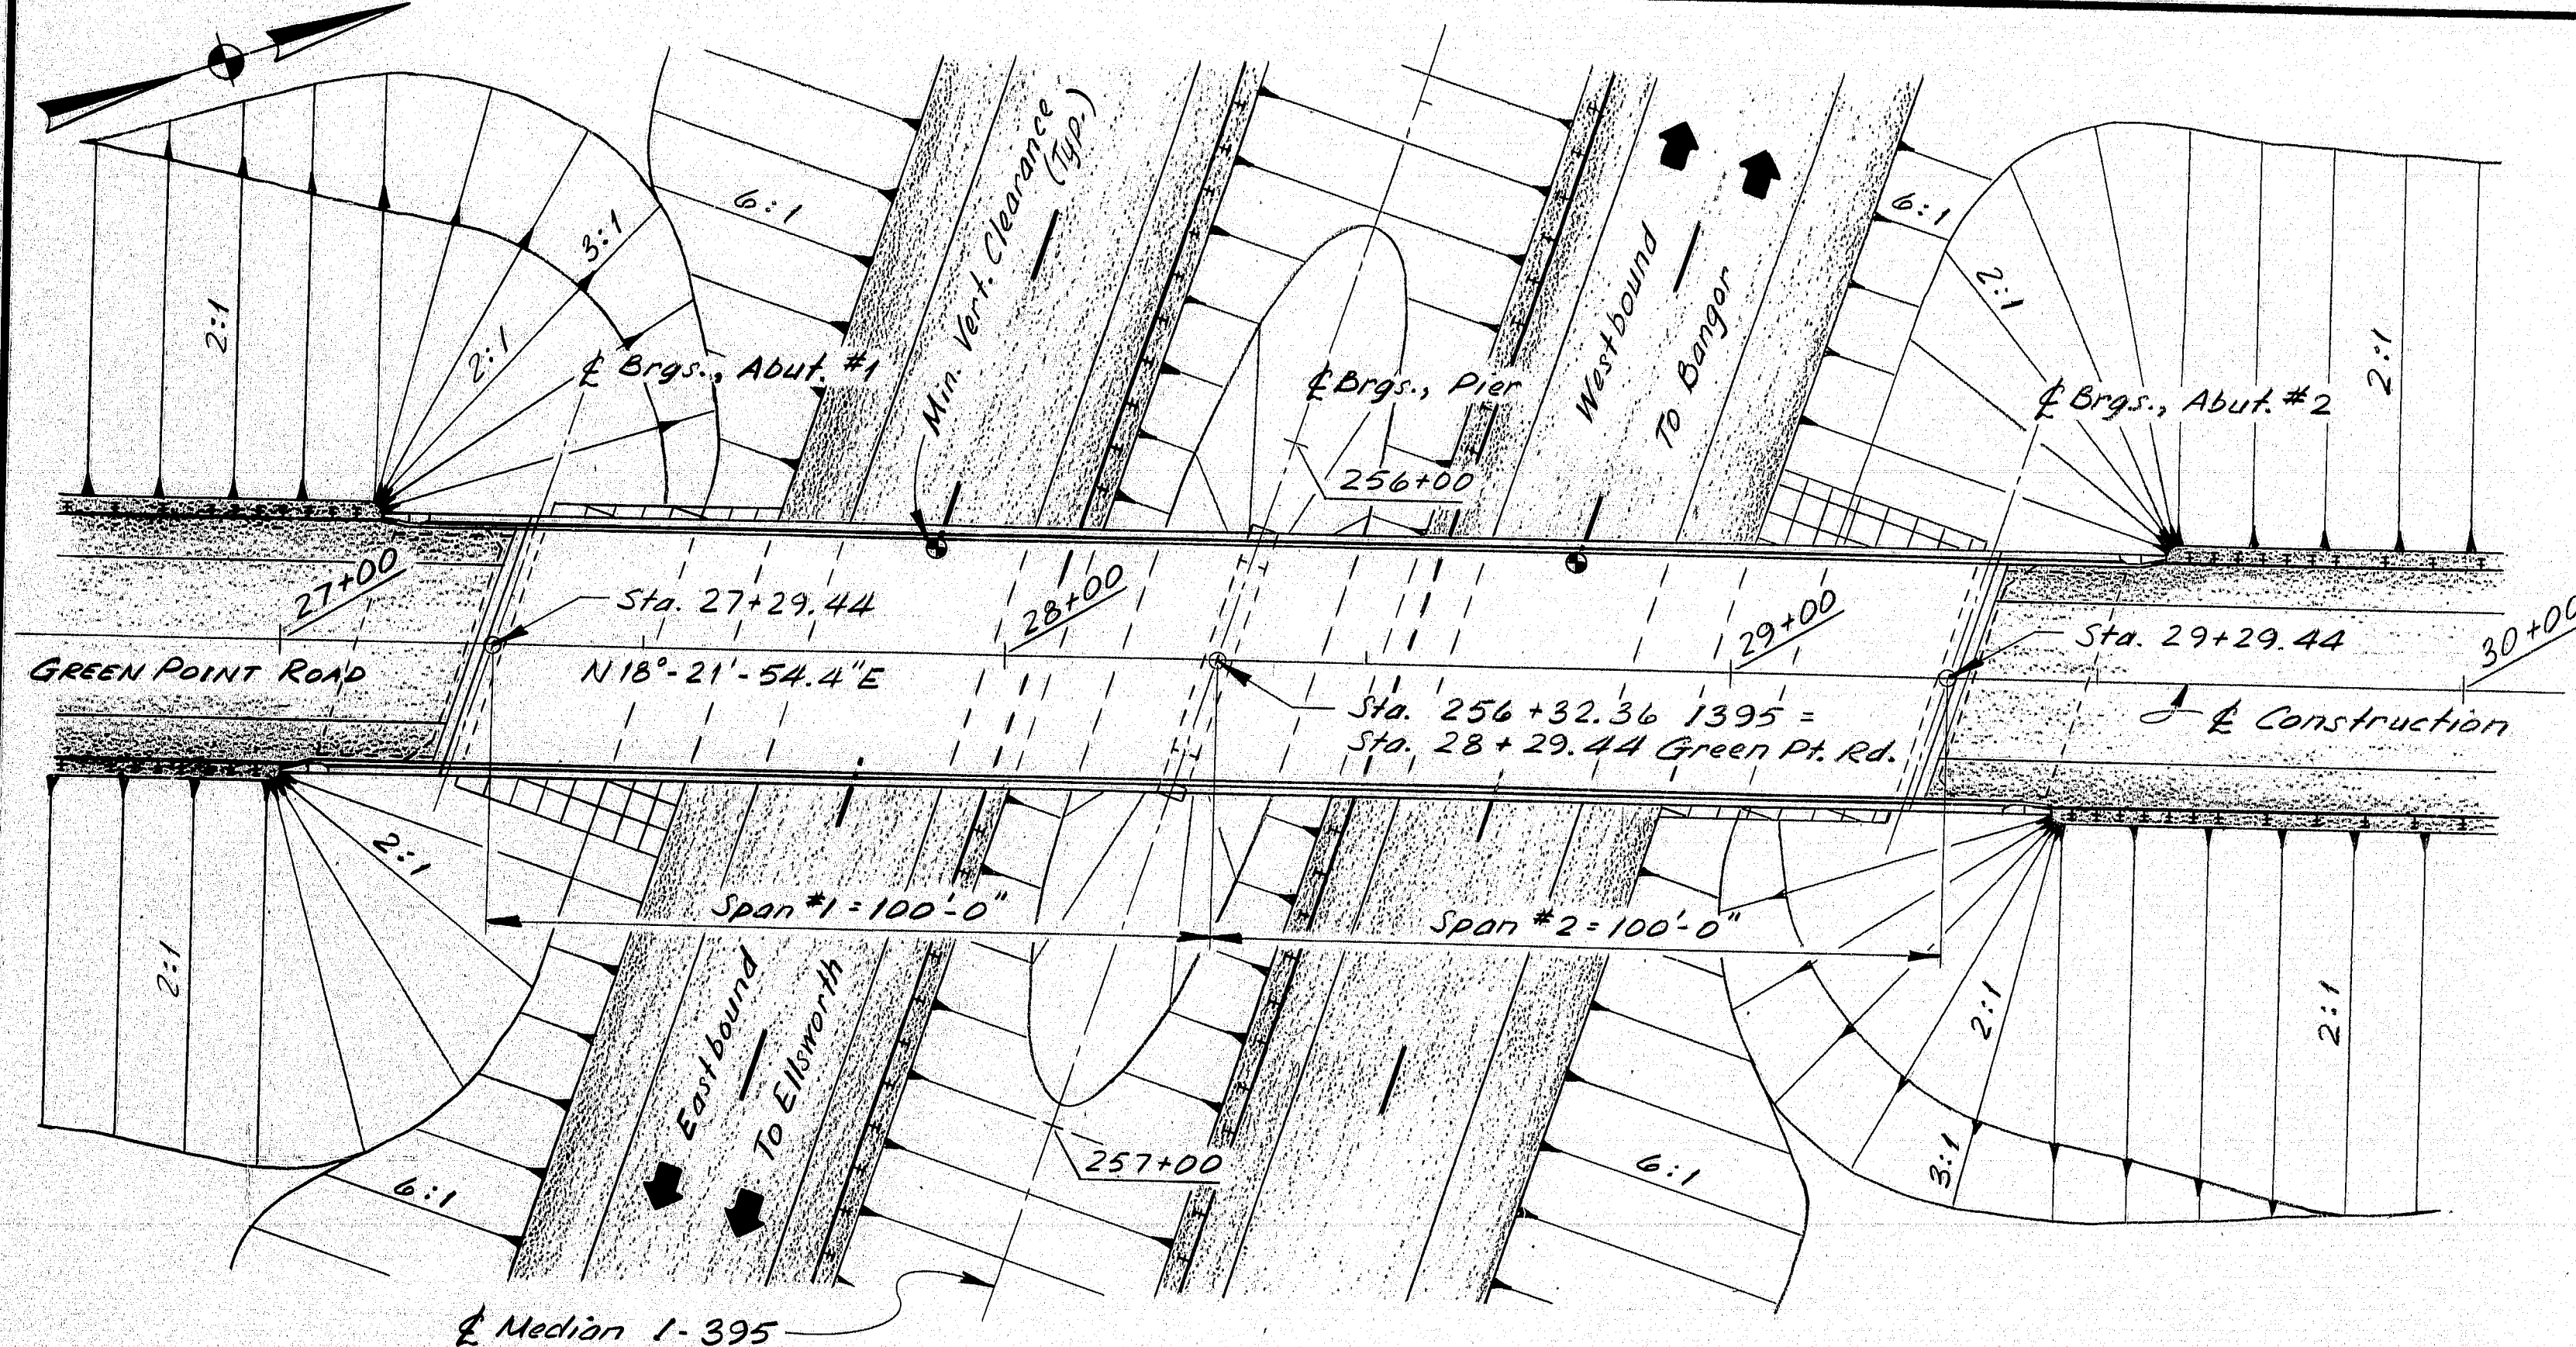 Min. Vert. Clearance
(Typ.)
6:1
3:1
2:1
2:1
℄ Brgs., Abut. #1
℄ Brgs., Pier
256+00
Westbound
To Bangor
6:1
2:1
2:1
℄ Brgs., Abut. #2
27+00
Sta. 27+29.44
28+00
29+00
Sta. 29+29.44
30+00
GREEN POINT ROAD
N18°-21'-54.4"E
Sta. 256+32.36 I395 =
Sta. 28+29.44 Green Pt. Rd.
℄ Construction
2:1
2:1
Span #1 = 100'-0"
Span #2 = 100'-0"
Eastbound
To Ellsworth
2:1
2:1
3:1
257+00
6:1
6:1
℄ Median I-395